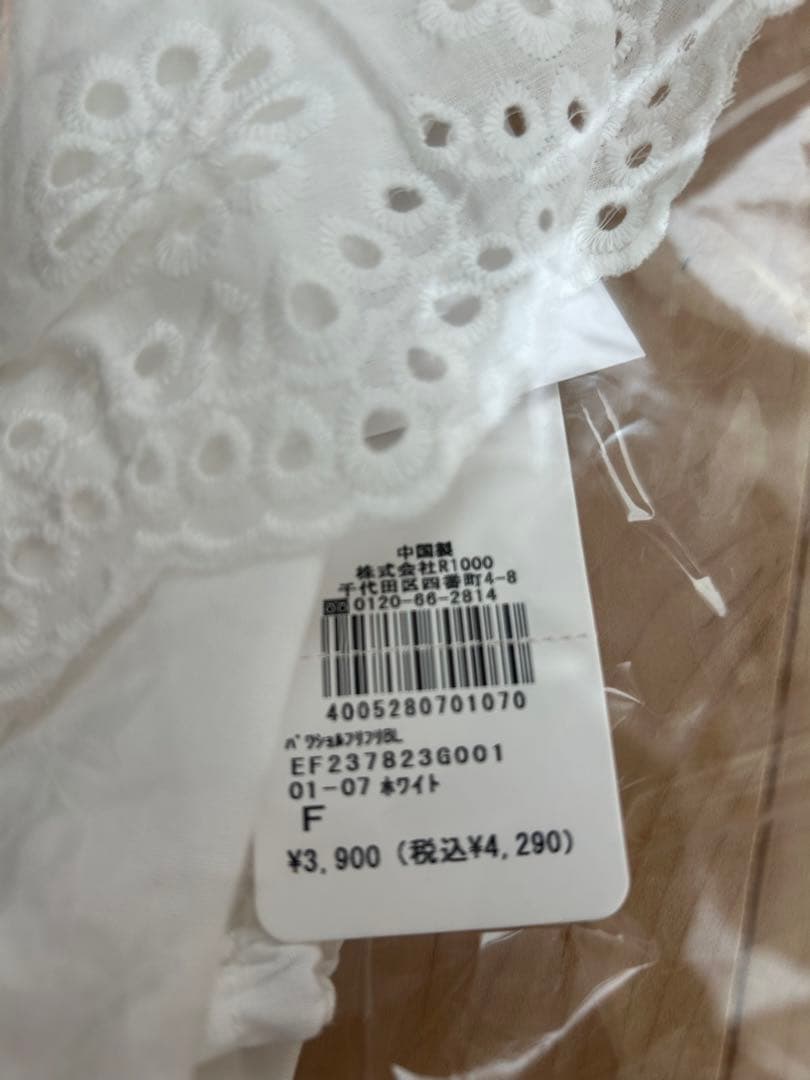 中国製
株式会社R1000
千代田区四番町4-8
0120-66-2814
4005280701070
ﾊﾟﾜｼｮﾙﾌﾘﾌﾘBL
EF237823G001
01-07 ﾎﾜｲﾄ
F
¥3,900 (税込¥4,290)